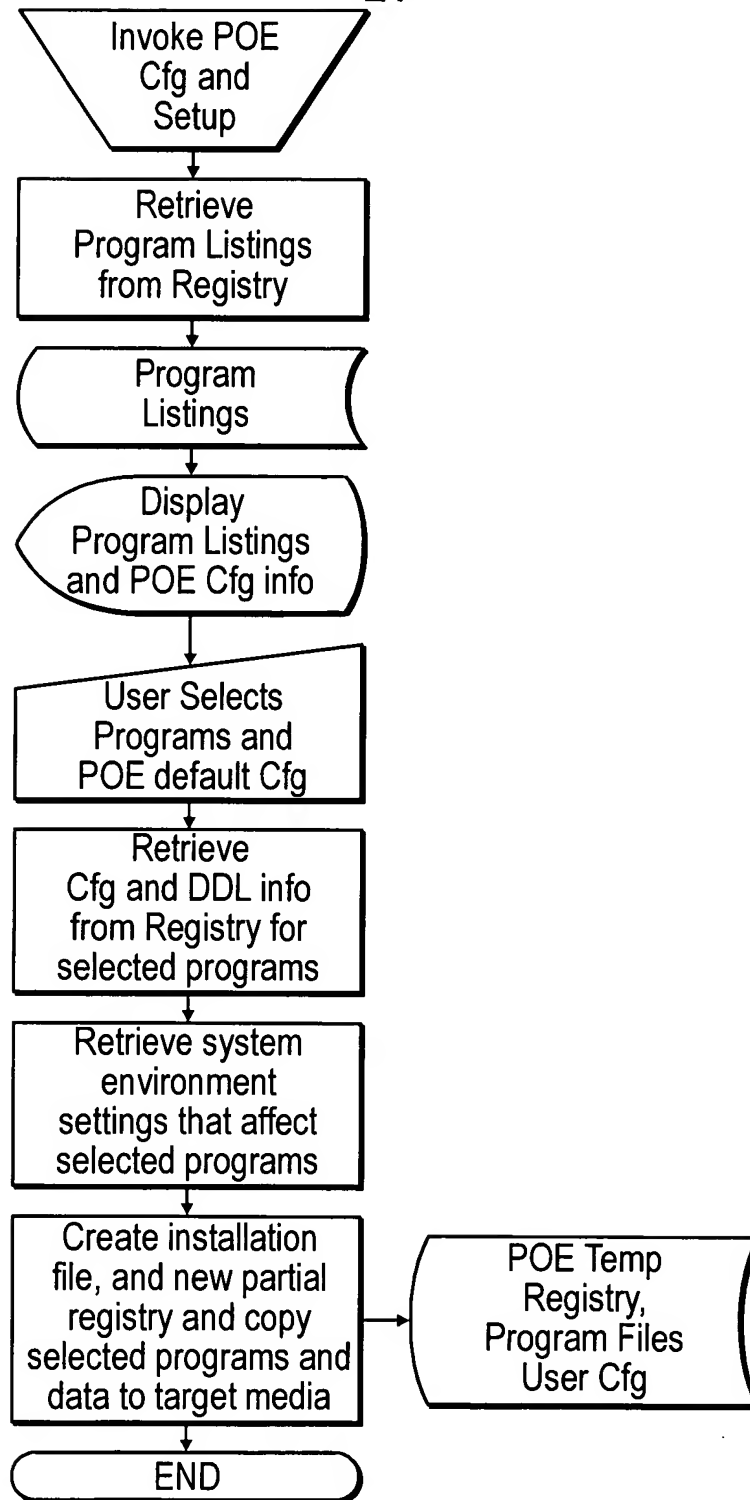 Invoke POE
Cfg and
Setup
Retrieve
Program Listings
from Registry
Program
Listings
Display
Program Listings
and POE Cfg info
User Selects
Programs and
POE default Cfg
Retrieve
Cfg and DDL info
from Registry for
selected programs
Retrieve system
environment
settings that affect
selected programs
Create installation
file, and new partial
registry and copy
selected programs and
data to target media
POE Temp
Registry,
Program Files
User Cfg
END